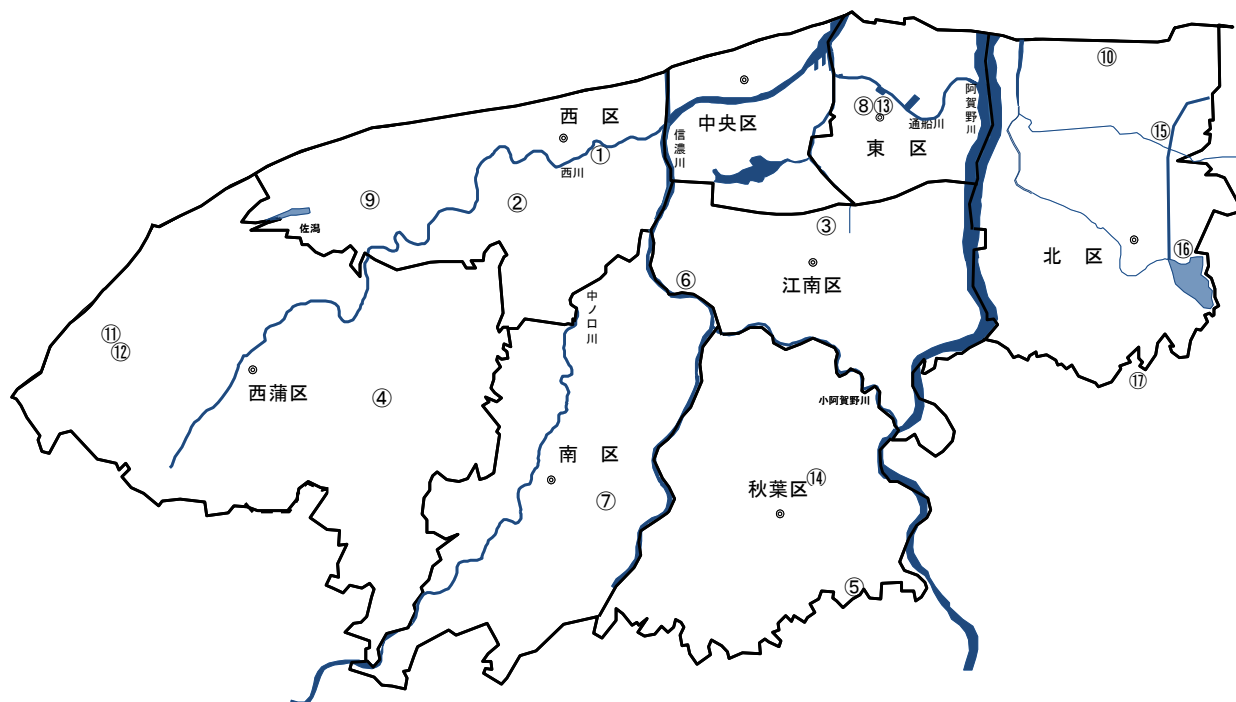 ⑩
西 区
中央区
信濃川
⑧⑬
通船川
東 区
阿賀野川
⑮
①
西川
⑨
②
佐潟
③
江南区
北 区
⑯
⑥
中ノ口川
⑪
⑫
西蒲区
④
小阿賀野川
⑰
南 区
⑦
秋葉区⑭
⑤